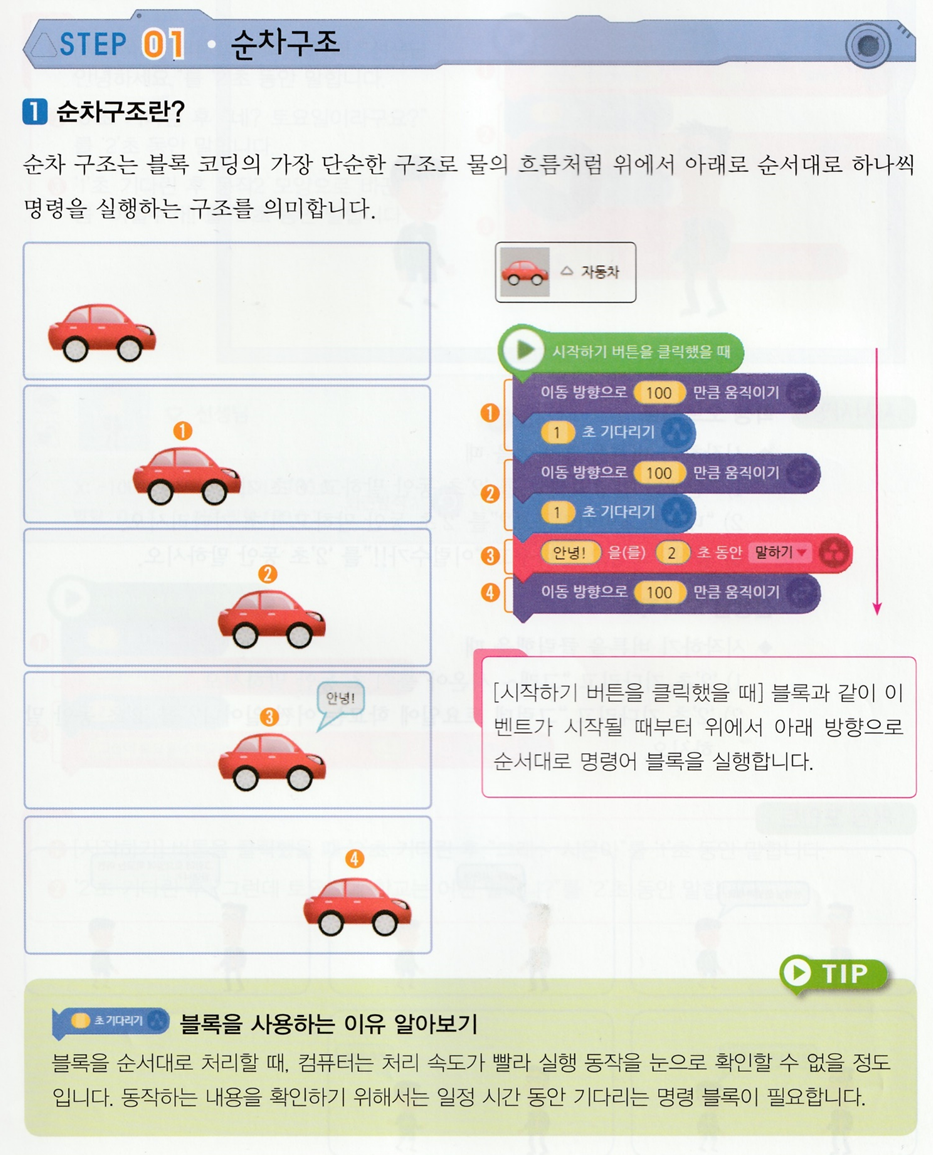 STEP 01 • 순차구조
1 순차구조란?
순차 구조는 블록 코딩의 가장 단순한 구조로 물의 흐름처럼 위에서 아래로 순서대로 하나씩
명령을 실행하는 구조를 의미합니다.
1
2
안녕!
3
4
자동차
시작하기 버튼을 클릭했을 때
1 이동 방향으로 100 만큼 움직이기
1 초 기다리기
2 이동 방향으로 100 만큼 움직이기
1 초 기다리기
3 안녕! 을(를) 2 초 동안 말하기
4 이동 방향으로 100 만큼 움직이기
[시작하기 버튼을 클릭했을 때] 블록과 같이 이
벤트가 시작될 때부터 위에서 아래 방향으로
순서대로 명령어 블록을 실행합니다.
TIP
초 기다리기 블록을 사용하는 이유 알아보기
블록을 순서대로 처리할 때, 컴퓨터는 처리 속도가 빨라 실행 동작을 눈으로 확인할 수 없을 정도
입니다. 동작하는 내용을 확인하기 위해서는 일정 시간 동안 기다리는 명령 블록이 필요합니다.